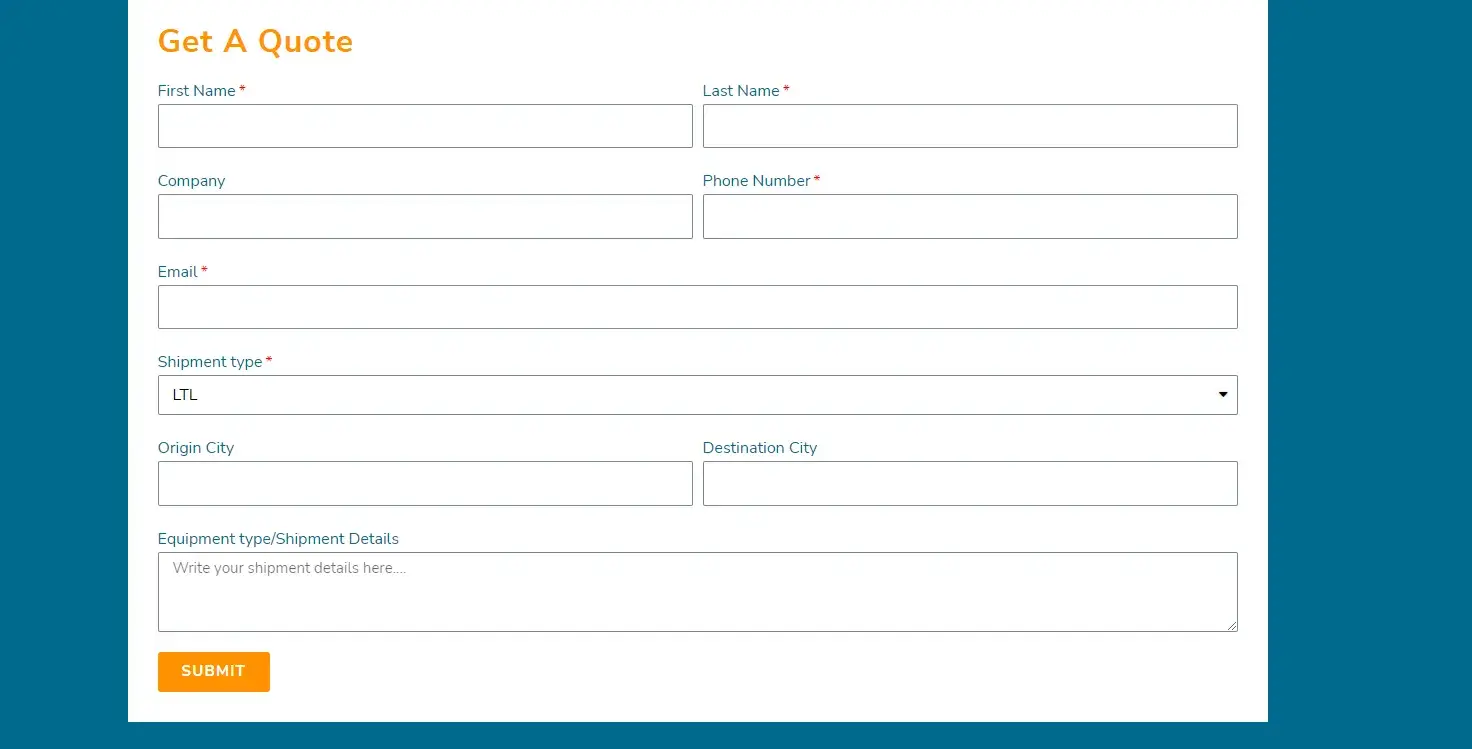 Get A Quote
First Name *
Last Name *
Company
Phone Number *
Email *
Shipment type *
LTL
Origin City
Destination City
Equipment type/Shipment Details
Write your shipment details here....
SUBMIT